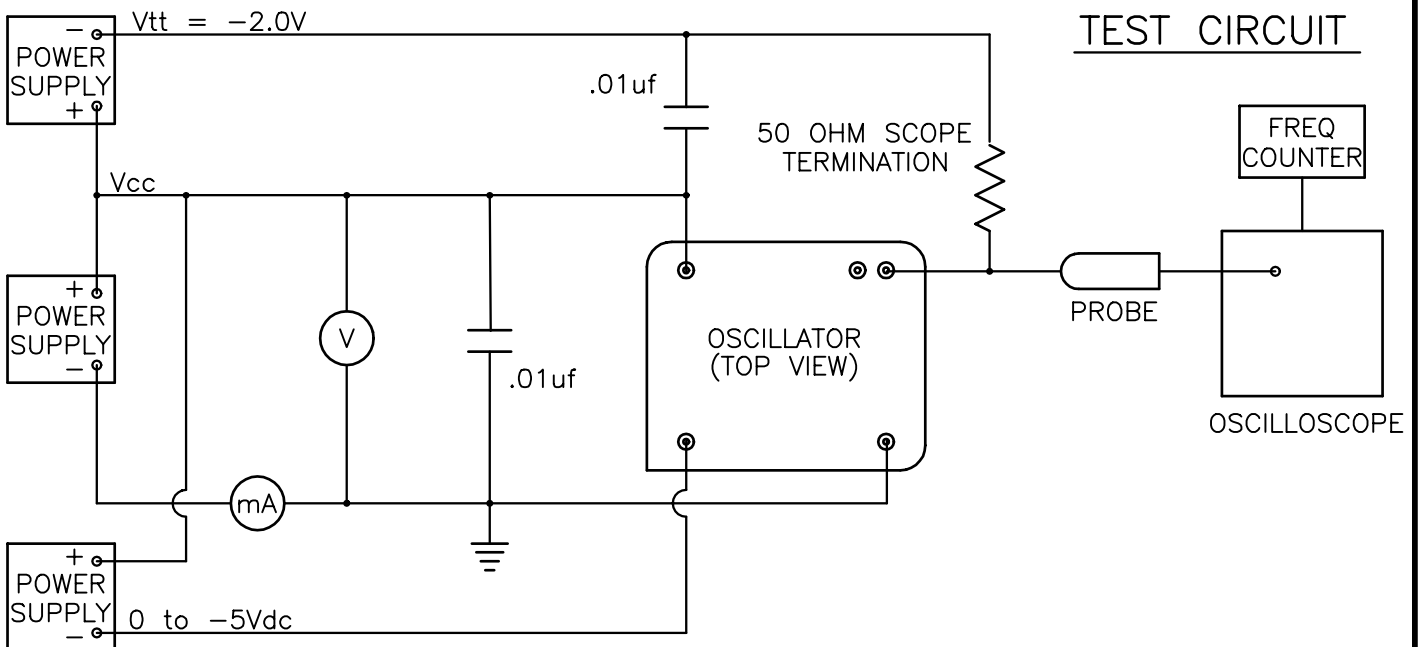 TEST CIRCUIT
Vtt = −2.0V
−
POWER
SUPPLY
+
.01uf
50 OHM SCOPE
TERMINATION
FREQ
COUNTER
Vcc
+
POWER
SUPPLY
−
V
.01uf
OSCILLATOR
(TOP VIEW)
PROBE
OSCILLOSCOPE
mA
+
POWER
SUPPLY
−
0 to −5Vdc